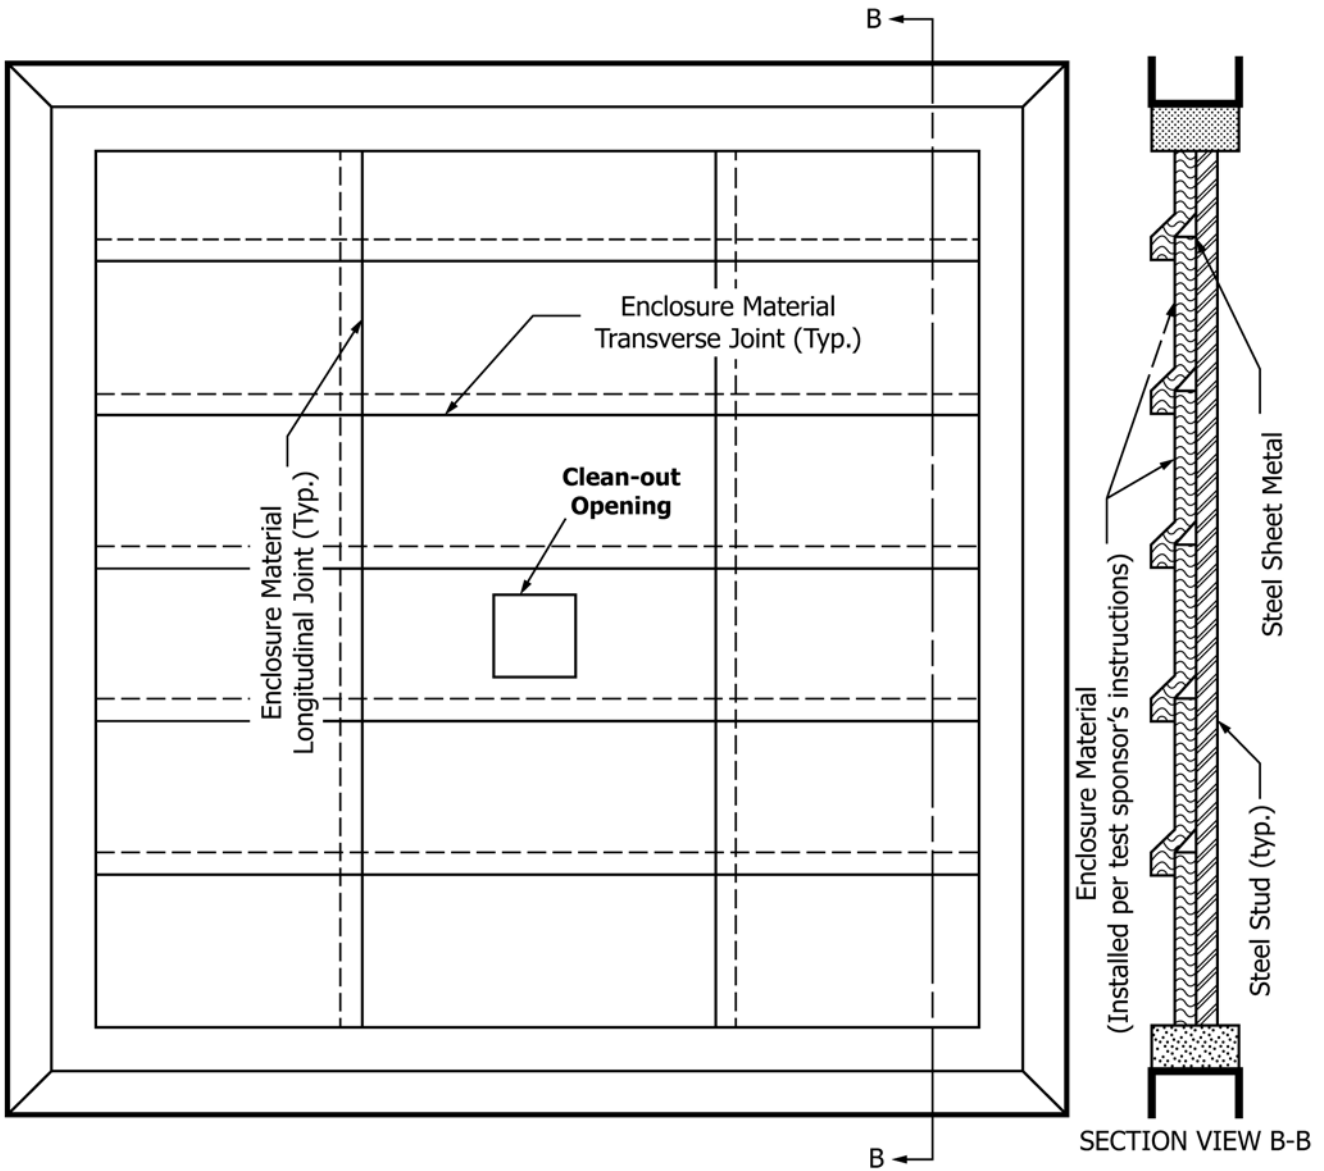 B
Enclosure Material
Transverse Joint (Typ.)
Clean-out
Opening
Enclosure Material
Longitudinal Joint (Typ.)
Enclosure Material
(Installed per test sponsor's instructions)
Steel Sheet Metal
Steel Stud (typ.)
B
SECTION VIEW B-B